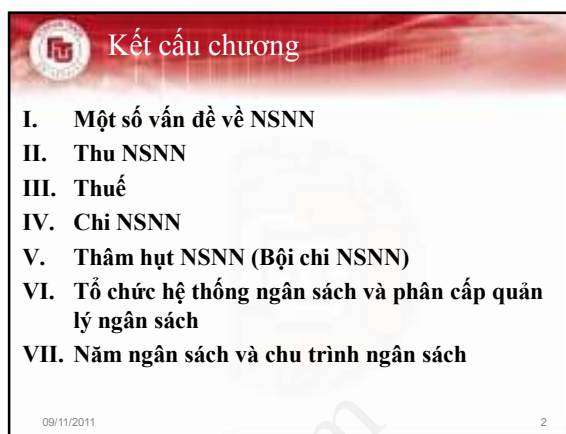 Kết cấu chương
I. Một số vấn đề về NSNN
II. Thu NSNN
III. Thuế
IV. Chi NSNN
V. Thâm hụt NSNN (Bội chi NSNN)
VI. Tổ chức hệ thống ngân sách và phân cấp quản
lý ngân sách
VII. Năm ngân sách và chu trình ngân sách
09/11/2011
2